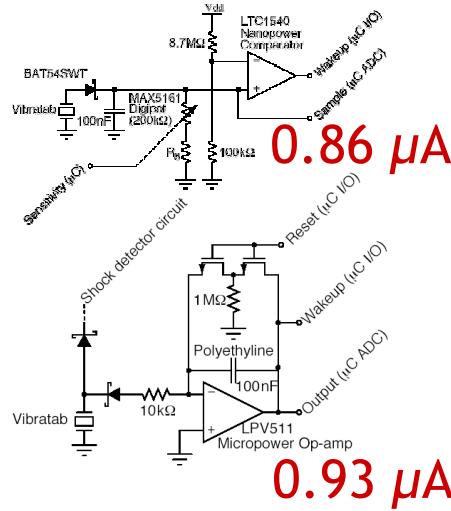 Vdd
LTC1540
Nanopower
Comparator
8.7MΩ
Wakeup (µC I/O)
BAT54SWT
Sample (µC ADC)
MAX5161
Digipot
(200kΩ)
Vibratab
100nF
100kΩ
Sensitivity (µC)
0.86 µA
Shock detector circuit
Reset (µC I/O)
1MΩ
Wakeup (µC I/O)
Polyethyline
100nF
Output (µC ADC)
10kΩ
Vibratab
LPV511
Micropower Op-amp
0.93 µA